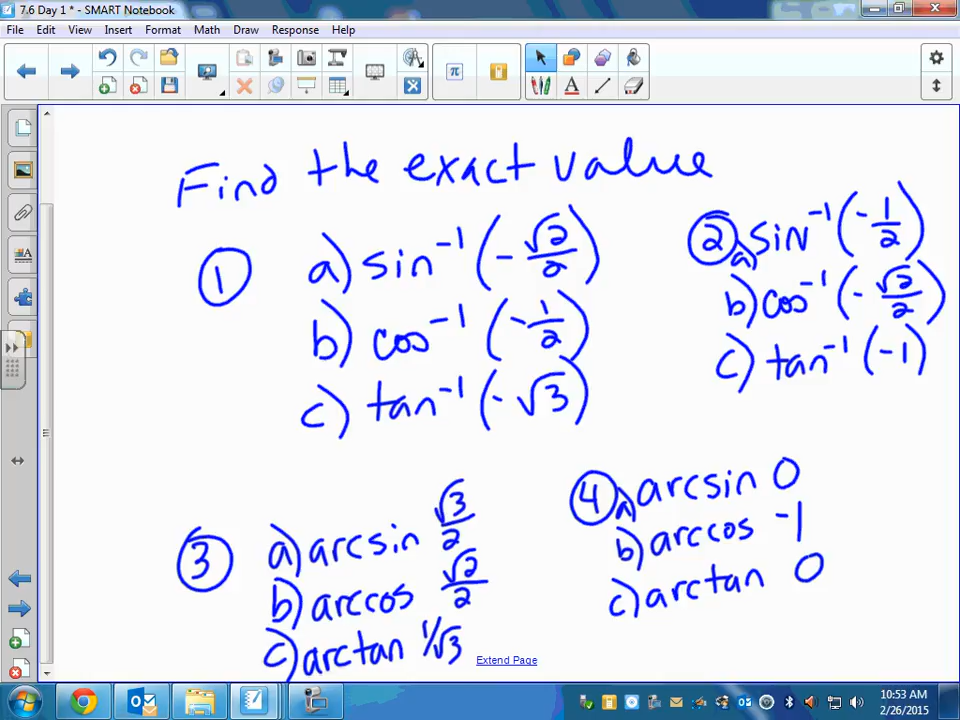 7.6 Day 1 * - SMART Notebook
File Edit View Insert Format Math Draw Response Help
Find the exact value
① a) sin⁻¹ (-√2/2)
b) cos⁻¹ (-1/2)
c) tan⁻¹ (-√3)
② a) sin⁻¹ (-1/2)
b) cos⁻¹ (-√2/2)
c) tan⁻¹ (-1)
③ a) arcsin √3/2
b) arccos √2/2
c) arctan 1/√3
④ a) arcsin 0
b) arccos -1
c) arctan 0
Extend Page
10:53 AM
2/26/2015